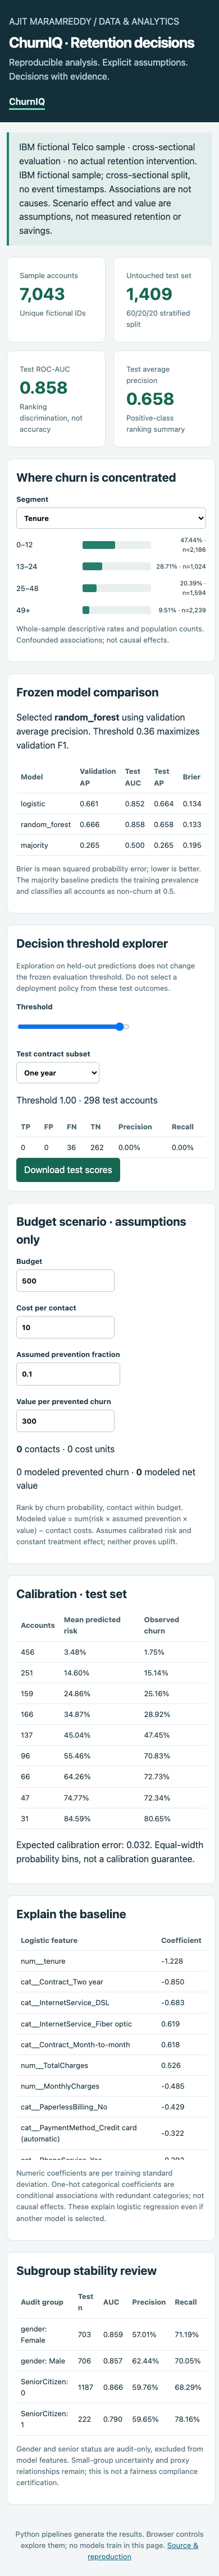 AJIT MARAMREDDY / DATA & ANALYTICS
ChurnIQ · Retention decisions
Reproducible analysis. Explicit assumptions.
Decisions with evidence.
ChurnIQ
IBM fictional Telco sample · cross-sectional
evaluation · no actual retention intervention.
IBM fictional sample; cross-sectional split,
no event timestamps. Associations are not
causes. Scenario effect and value are
assumptions, not measured retention or
savings.
Sample accounts
7,043
Unique fictional IDs
Untouched test set
1,409
60/20/20 stratified
split
Test ROC-AUC
0.858
Ranking
discrimination, not
accuracy
Test average
precision
0.658
Positive-class
ranking summary
Where churn is concentrated
Segment
Tenure
0–12 47.44% · n=2,186
13–24 28.71% · n=1,024
25–48 20.39% · n=1,594
49+ 9.51% · n=2,239
Whole-sample descriptive rates and population counts.
Confounded associations; not causal effects.
Frozen model comparison
Selected random_forest using validation
average precision. Threshold 0.36 maximizes
validation F1.
Model Validation AP Test AUC Test AP Brier
logistic 0.661 0.852 0.664 0.134
random_forest 0.666 0.858 0.658 0.133
majority 0.265 0.500 0.265 0.195
Brier is mean squared probability error; lower is better.
The majority baseline predicts the training prevalence
and classifies all accounts as non-churn at 0.5.
Decision threshold explorer
Exploration on held-out predictions does not change
the frozen evaluation threshold. Do not select a
deployment policy from these test outcomes.
Threshold
Test contract subset
One year
Threshold 1.00 · 298 test accounts
TP FP FN TN Precision Recall
0 0 36 262 0.00% 0.00%
Download test scores
Budget scenario · assumptions
only
Budget
500
Cost per contact
10
Assumed prevention fraction
0.1
Value per prevented churn
300
0 contacts · 0 cost units
0 modeled prevented churn · 0 modeled net
value
Rank by churn probability, contact within budget.
Modeled value = sum(risk × assumed prevention ×
value) − contact costs. Assumes calibrated risk and
constant treatment effect; neither proves uplift.
Calibration · test set
Accounts Mean predicted risk Observed churn
456 3.48% 1.75%
251 14.60% 15.14%
159 24.86% 25.16%
166 34.87% 28.92%
137 45.04% 47.45%
96 55.46% 70.83%
66 64.26% 72.73%
47 74.77% 72.34%
31 84.59% 80.65%
Expected calibration error: 0.032. Equal-width
probability bins, not a calibration guarantee.
Explain the baseline
Logistic feature Coefficient
num__tenure -1.228
cat__Contract_Two year -0.850
cat__InternetService_DSL -0.683
cat__InternetService_Fiber optic 0.619
cat__Contract_Month-to-month 0.618
num__TotalCharges 0.526
num__MonthlyCharges -0.485
cat__PaperlessBilling_No -0.429
cat__PaymentMethod_Credit card
(automatic) -0.322
Numeric coefficients are per training standard
deviation. One-hot categorical coefficients are
conditional associations with redundant categories; not
causal effects. These explain logistic regression even if
another model is selected.
Subgroup stability review
Audit group Test n AUC Precision Recall
gender: Female 703 0.859 57.01% 71.19%
gender: Male 706 0.857 62.44% 70.05%
SeniorCitizen: 0 1187 0.866 59.76% 68.29%
SeniorCitizen: 1 222 0.790 59.65% 78.16%
Gender and senior status are audit-only, excluded from
model features. Small-group uncertainty and proxy
relationships remain; this is not a fairness compliance
certification.
Python pipelines generate the results. Browser controls
explore them; no models train in this page. Source &
reproduction